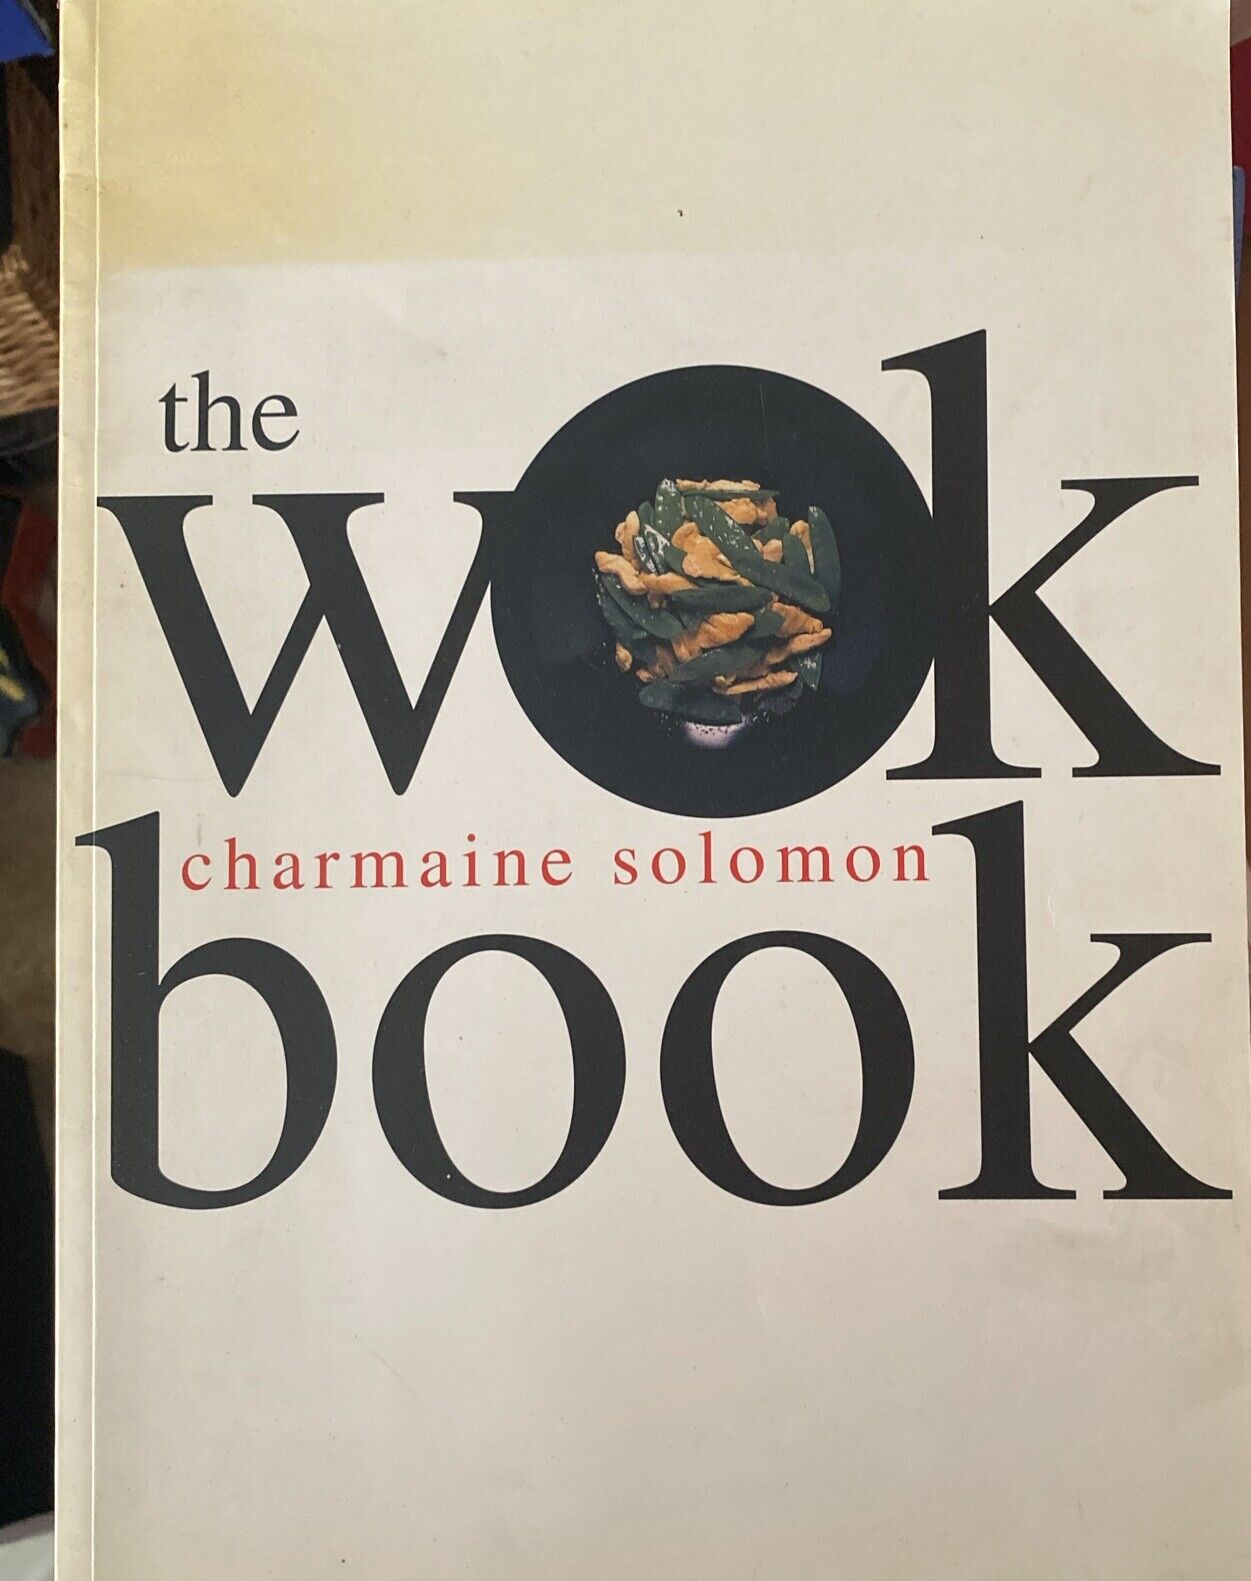 the
wok
charmaine solomon
book